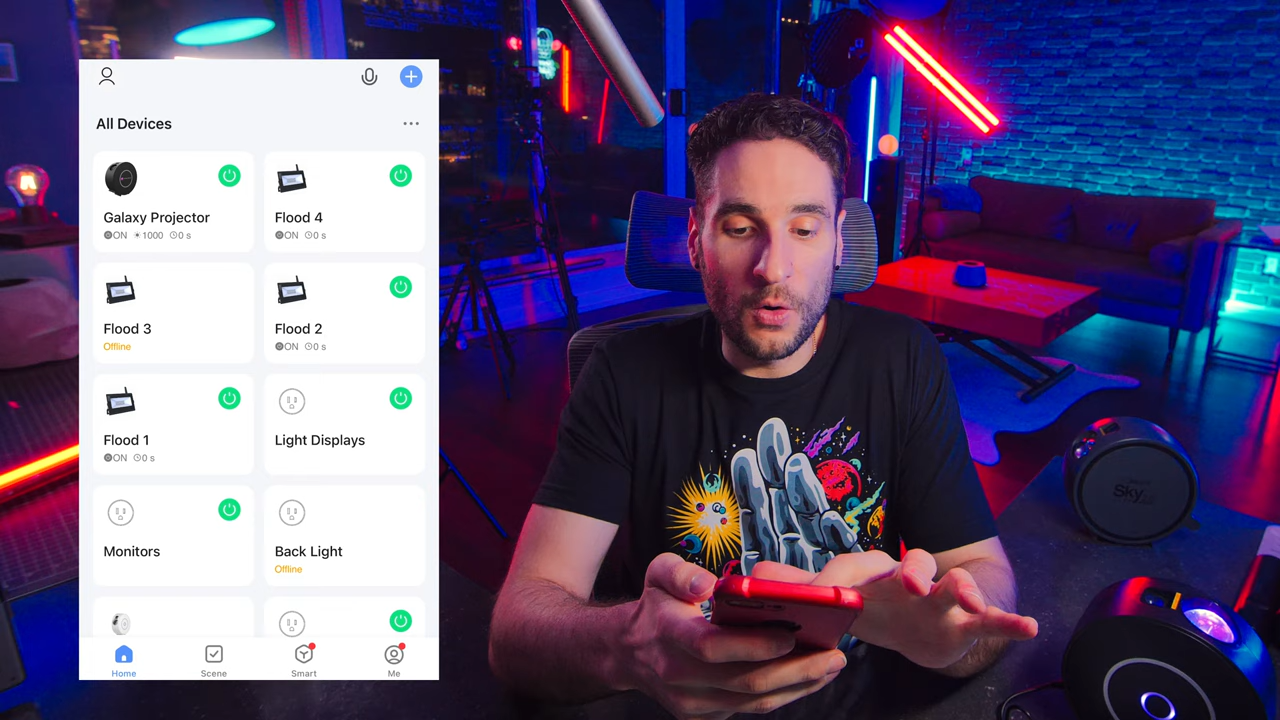 All Devices
Galaxy Projector
ON 1000 0 s
Flood 4
ON 0 s
Flood 3
Offline
Flood 2
ON 0 s
Flood 1
ON 0 s
Light Displays
Monitors
Back Light
Offline
Home
Scene
Smart
Me
Sky